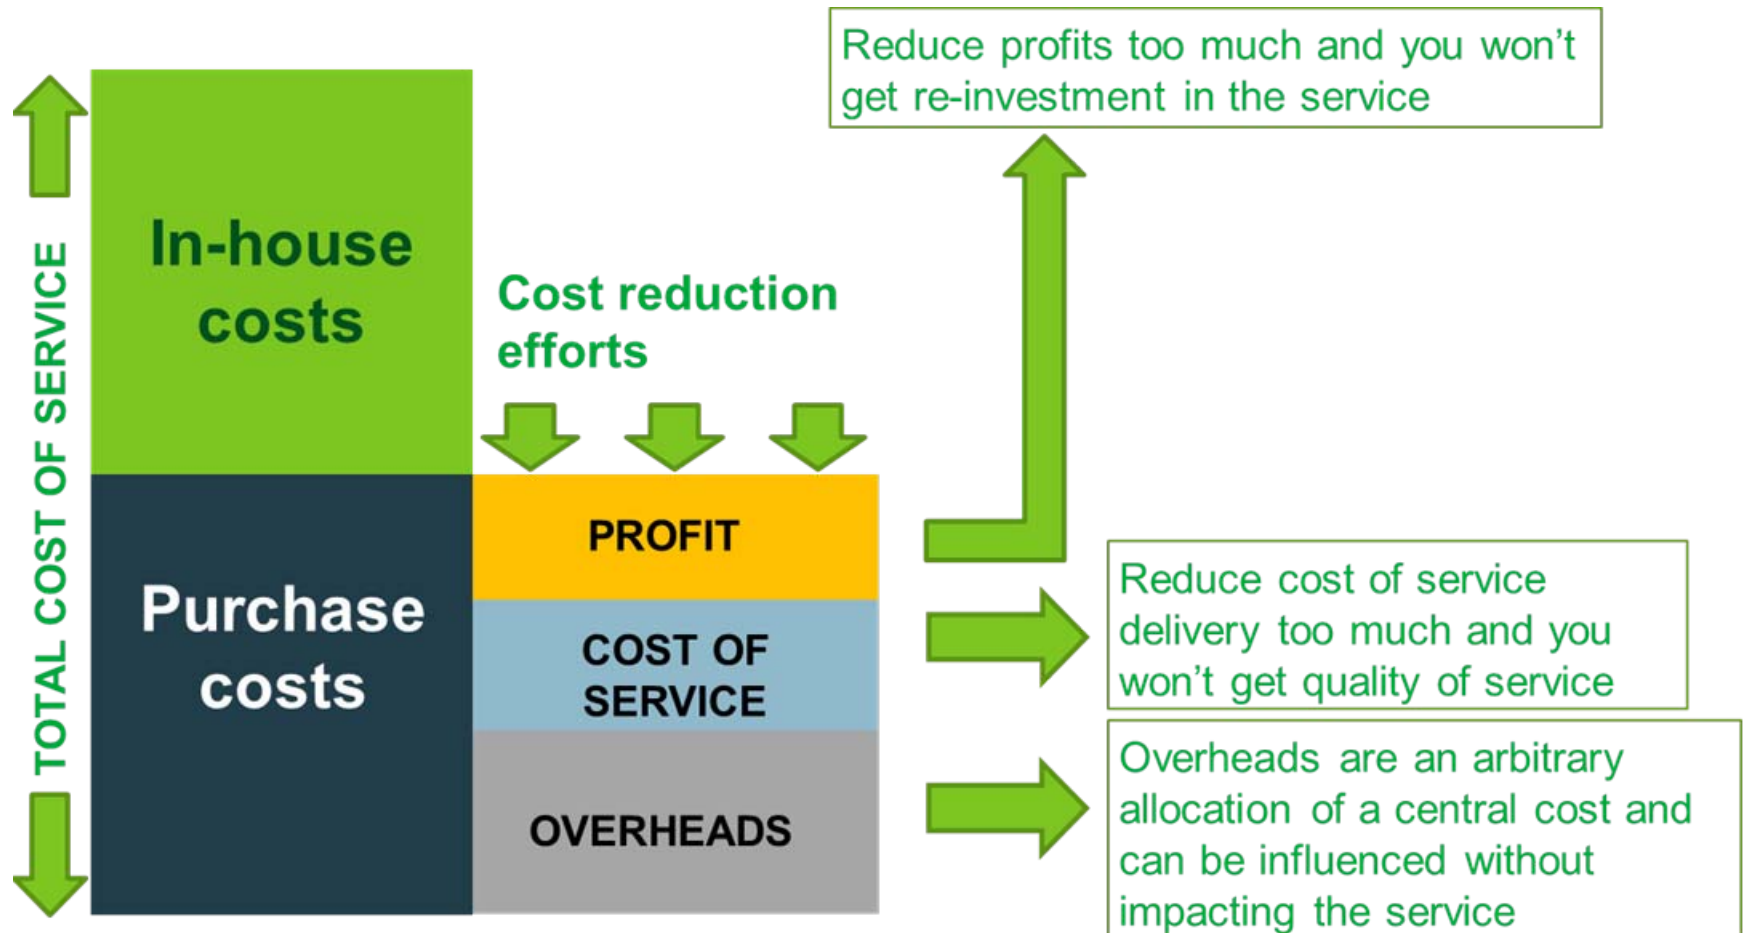 Reduce profits too much and you won't
get re-investment in the service
TOTAL COST OF SERVICE
In-house
costs
Cost reduction
efforts
Purchase
costs
PROFIT
COST OF
SERVICE
OVERHEADS
Reduce cost of service
delivery too much and you
won't get quality of service
Overheads are an arbitrary
allocation of a central cost and
can be influenced without
impacting the service